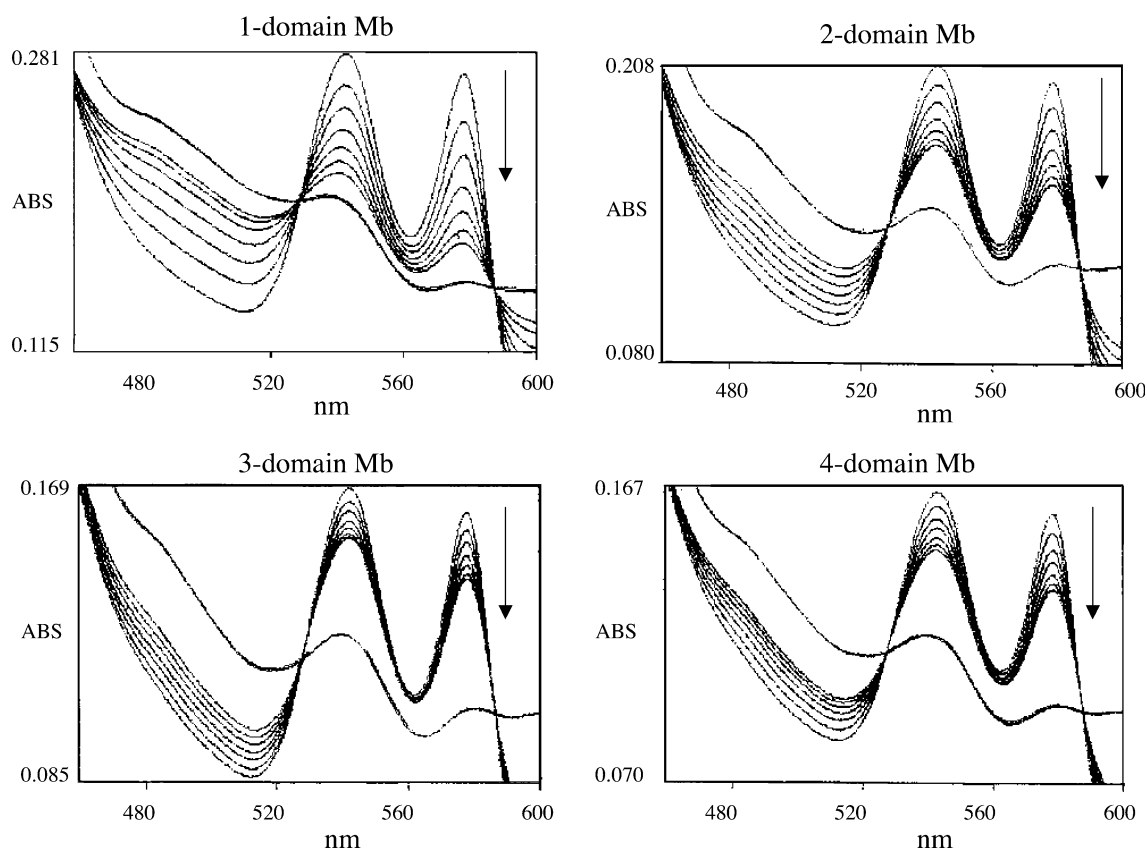 1-domain Mb
0.281
ABS
0.115
480 520 560 600
nm
2-domain Mb
0.208
ABS
0.080
480 520 560 600
nm
3-domain Mb
0.169
ABS
0.085
480 520 560 600
nm
4-domain Mb
0.167
ABS
0.070
480 520 560 600
nm